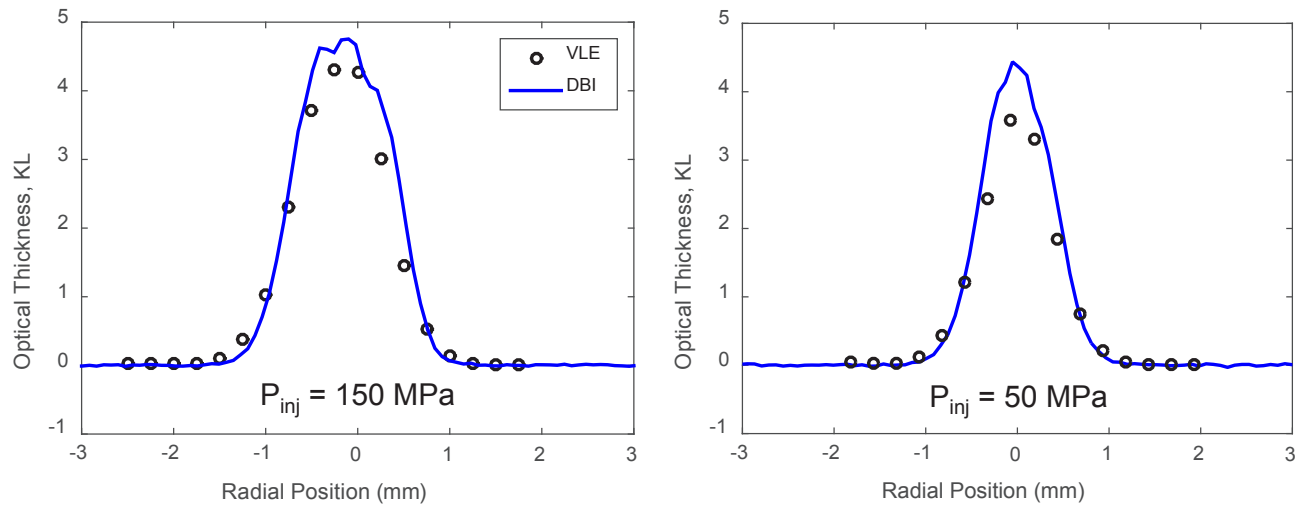 5
4
3
2
1
0
-1
Optical Thickness, KL
VLE
DBI
P_inj = 150 MPa
-3 -2 -1 0 1 2 3
Radial Position (mm)
5
4
3
2
1
0
-1
Optical Thickness, KL
P_inj = 50 MPa
-3 -2 -1 0 1 2 3
Radial Position (mm)